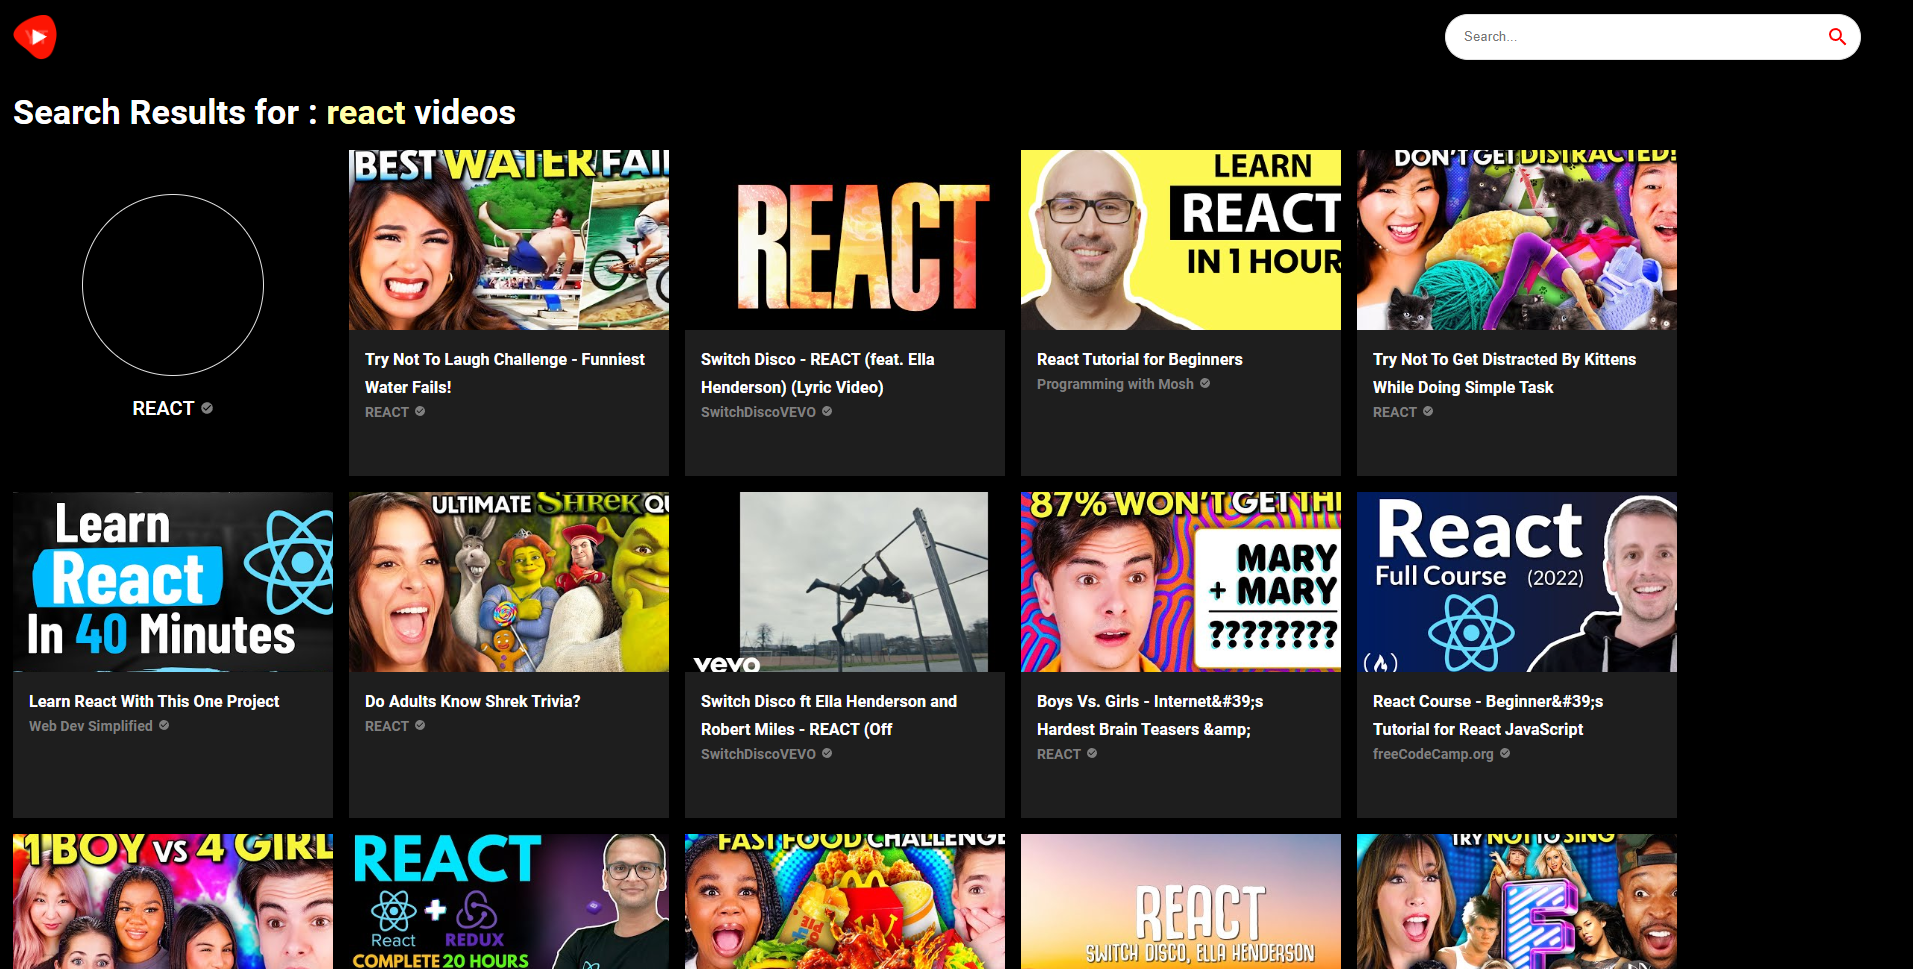 Search...
Search Results for : react videos
REACT
BEST WATER FAIL
Try Not To Laugh Challenge - Funniest
Water Fails!
REACT
REACT
Switch Disco - REACT (feat. Ella
Henderson) (Lyric Video)
SwitchDiscoVEVO
LEARN
REACT
IN 1 HOUR
React Tutorial for Beginners
Programming with Mosh
DON'T GET DISTRACTED!
Try Not To Get Distracted By Kittens
While Doing Simple Task
REACT
Learn
React
In 40 Minutes
Learn React With This One Project
Web Dev Simplified
ULTIMATE SHREK QU
Do Adults Know Shrek Trivia?
REACT
vevo
Switch Disco ft Ella Henderson and
Robert Miles - REACT (Off
SwitchDiscoVEVO
87% WON'T GET THI
MARY
+ MARY
????????
Boys Vs. Girls - Internet&#39;s
Hardest Brain Teasers &amp;
REACT
React
Full Course (2022)
React Course - Beginner&#39;s
Tutorial for React JavaScript
freeCodeCamp.org
1 BOY vs 4 GIRL
REACT
React + REDUX
COMPLETE 20 HOURS
FAST FOOD CHALLENGE
REACT
SWITCH DISCO, ELLA HENDERSON
TRY NOT TO SING